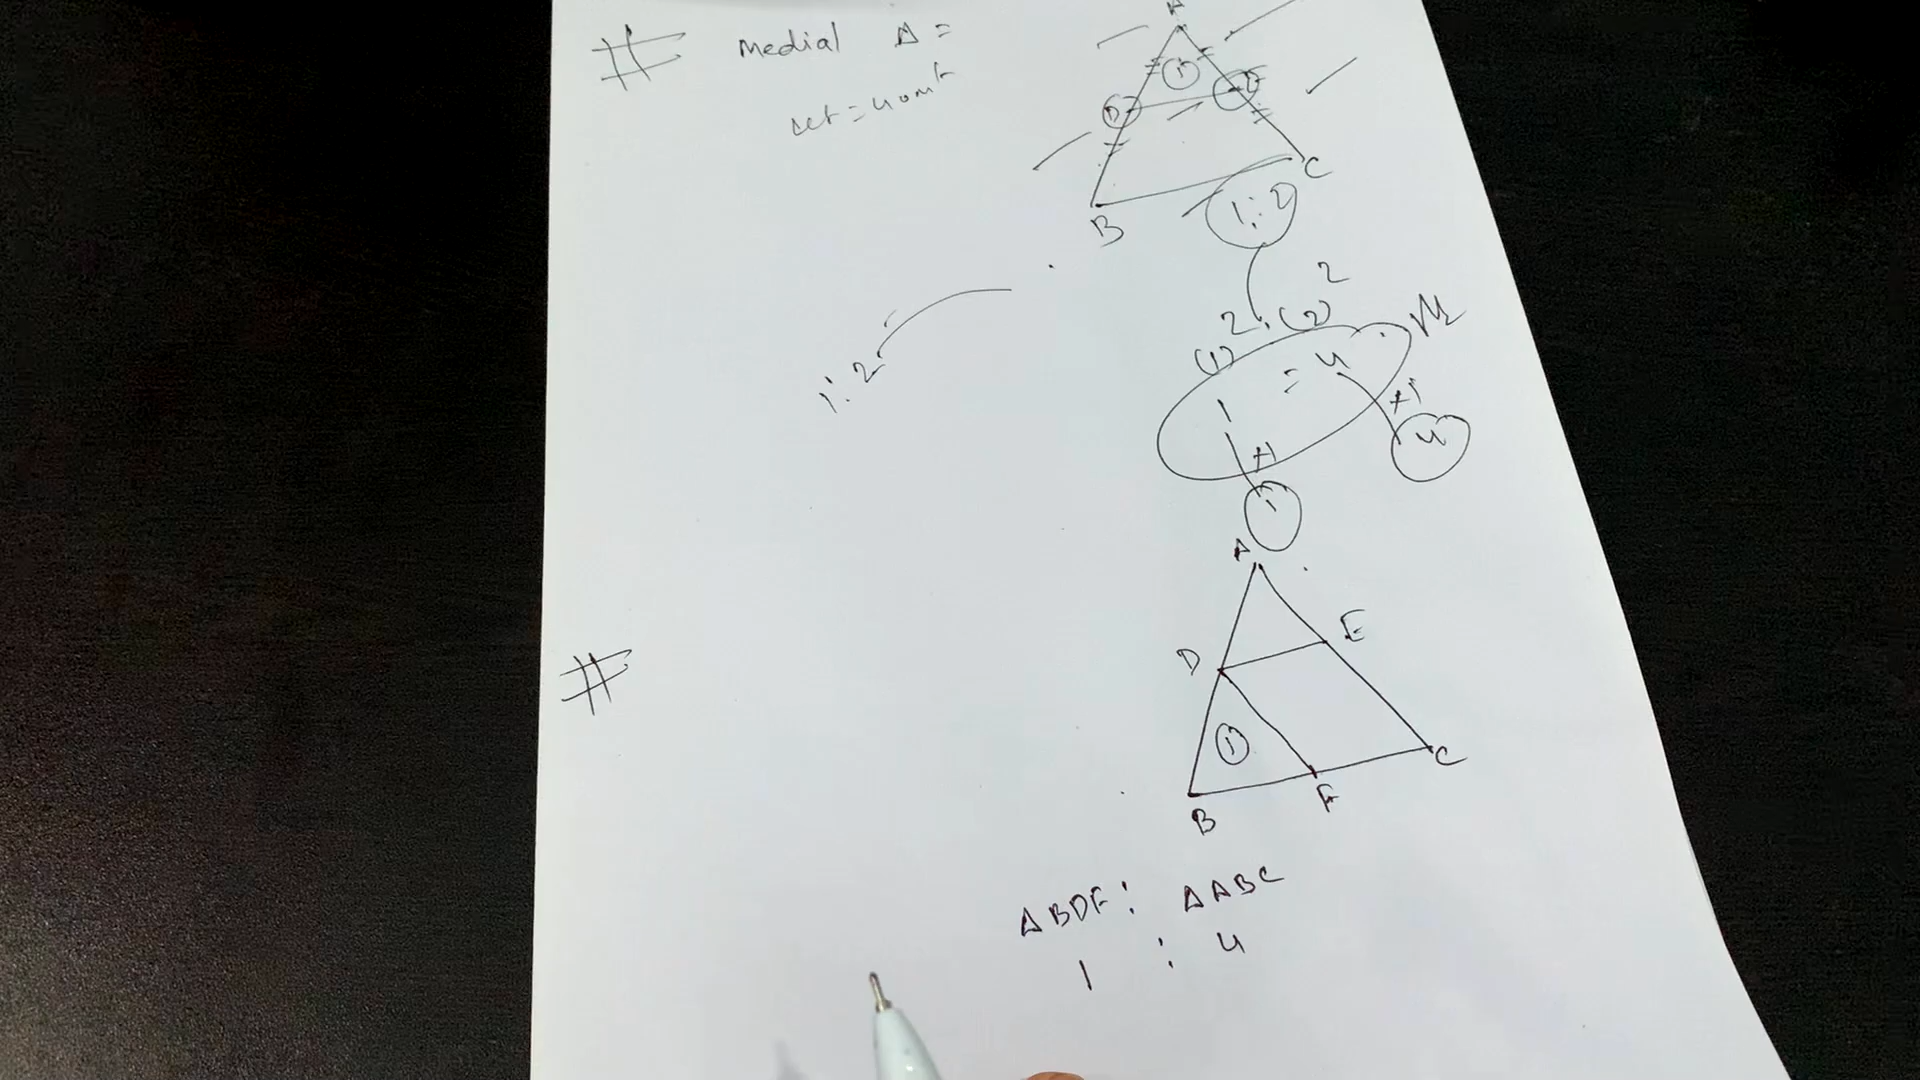 # Medial Δ =
A
D
B
C
1:2
(1)² : (2)²
1 = 4
×1
×1
4
1
1:2
#
A
E
D
1
B
F
C
ΔBDF : ΔABC
1 : 4